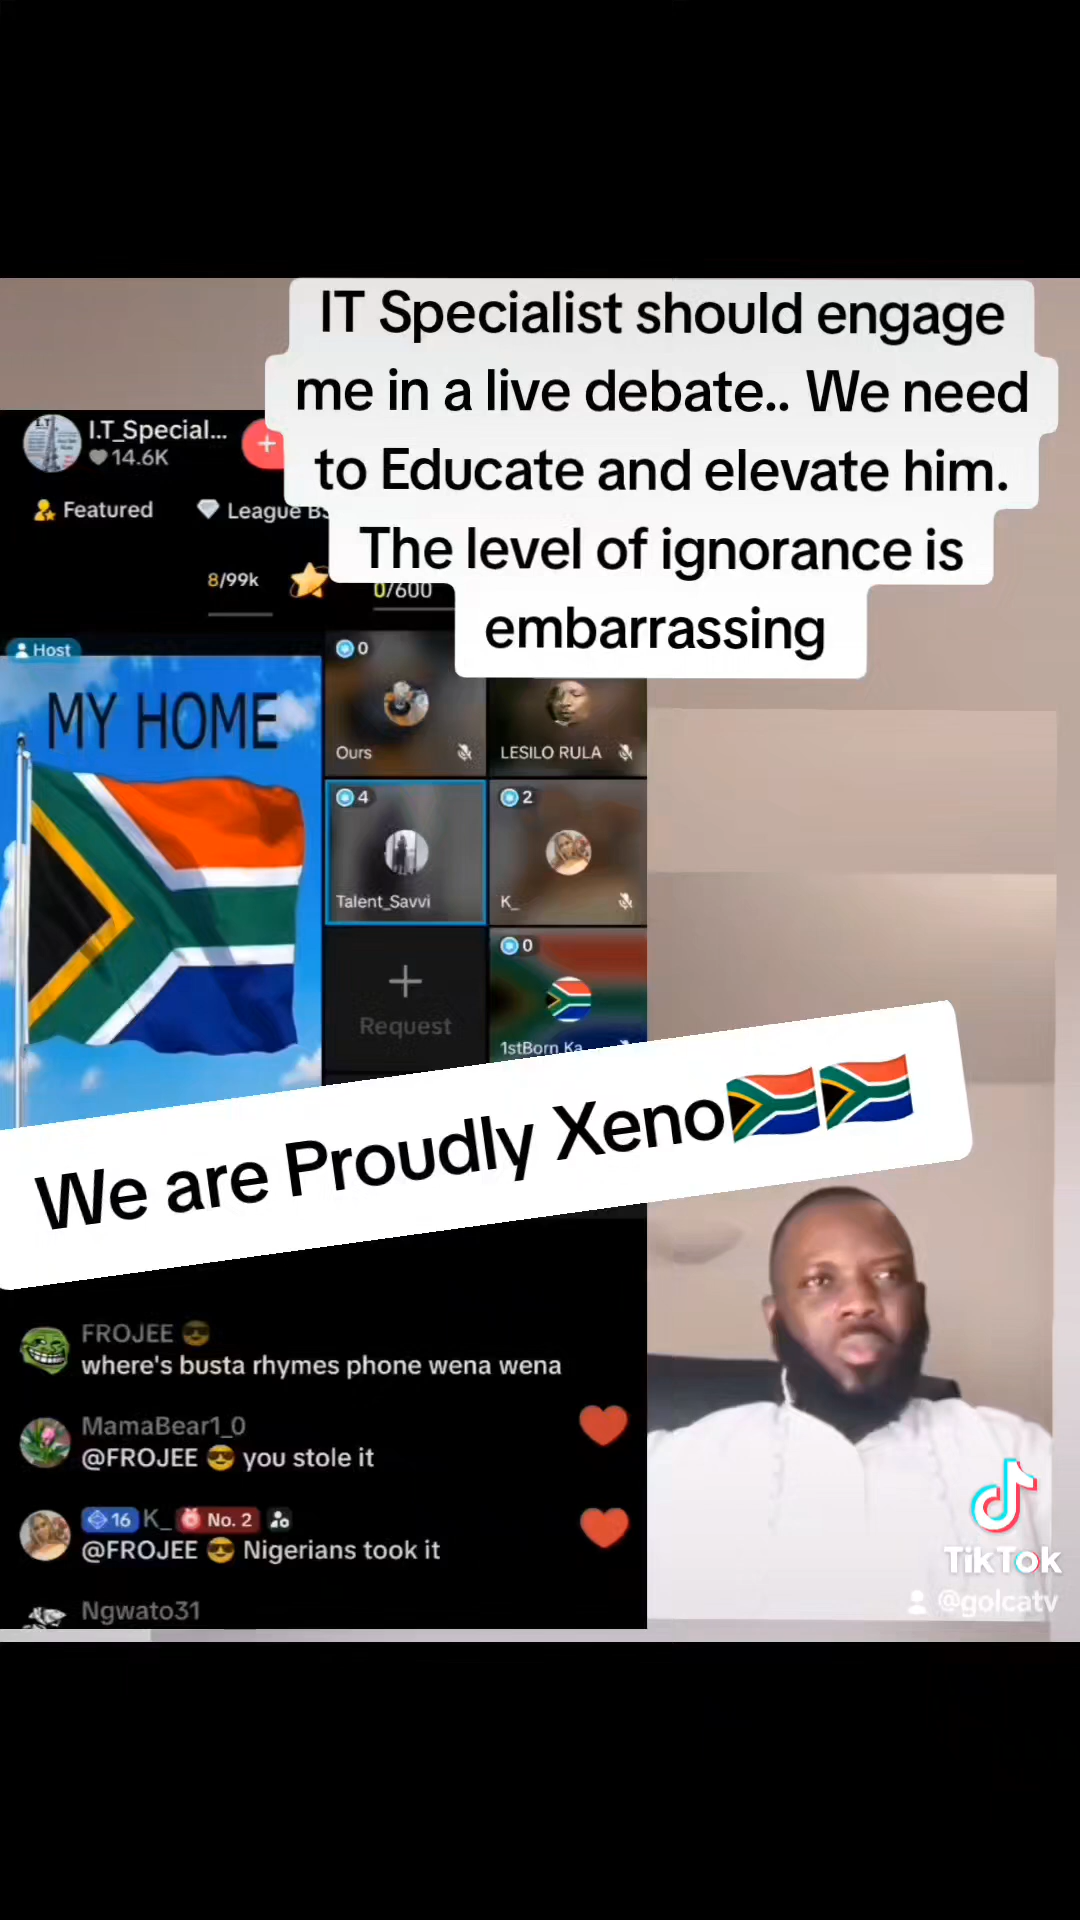 IT Specialist should engage
me in a live debate.. We need
to Educate and elevate him.
The level of ignorance is
embarrassing
I.T_Special...
14.6K
+
Featured
League
8/99k
0/600
Host
MY HOME
0
Ours
LESILO RULA
4
Talent_Savvi
2
K_
+
Request
0
1stBorn Ka
We are Proudly Xeno🇿🇦🇿🇦
FROJEE 😎
where's busta rhymes phone wena wena
MamaBear1_0
@FROJEE 😎 you stole it
16 K_ No. 2
@FROJEE 😎 Nigerians took it
Ngwato31
TikTok
@golcatv